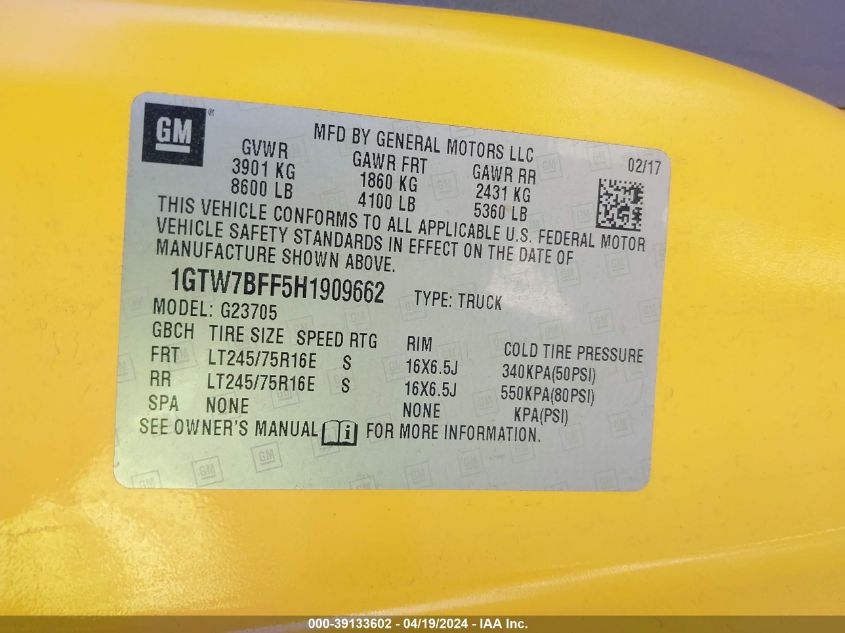 GM ®
MFD BY GENERAL MOTORS LLC 02/17
GVWR GAWR FRT GAWR RR
3901 KG 1860 KG 2431 KG
8600 LB 4100 LB 5360 LB
THIS VEHICLE CONFORMS TO ALL APPLICABLE U.S. FEDERAL MOTOR
VEHICLE SAFETY STANDARDS IN EFFECT ON THE DATE OF
MANUFACTURE SHOWN ABOVE.
1GTW7BFF5H1909662 TYPE: TRUCK
MODEL: G23705
GBCH TIRE SIZE SPEED RTG RIM COLD TIRE PRESSURE
FRT LT245/75R16E S 16X6.5J 340KPA(50PSI)
RR LT245/75R16E S 16X6.5J 550KPA(80PSI)
SPA NONE NONE KPA(PSI)
SEE OWNER'S MANUAL i FOR MORE INFORMATION.
000-39133602 - 04/19/2024 - IAA Inc.